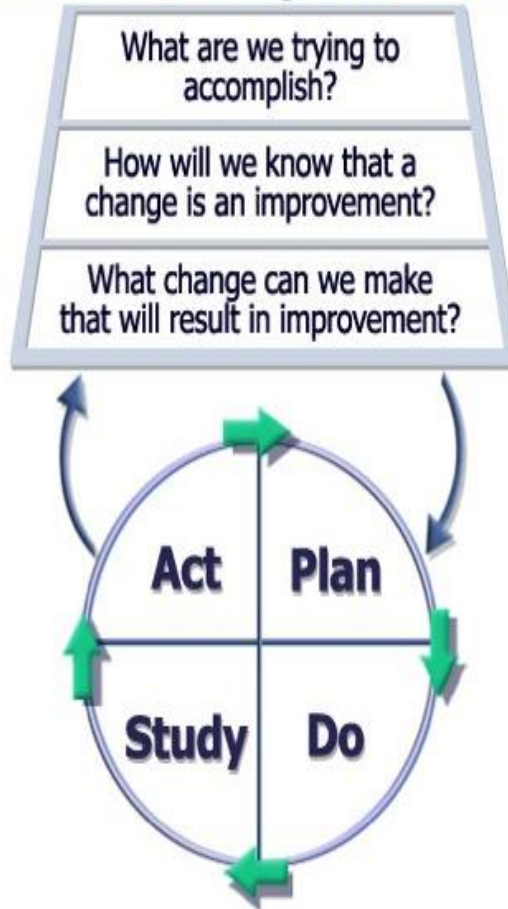 What are we trying to
accomplish?
How will we know that a
change is an improvement?
What change can we make
that will result in improvement?
Act
Plan
Study
Do